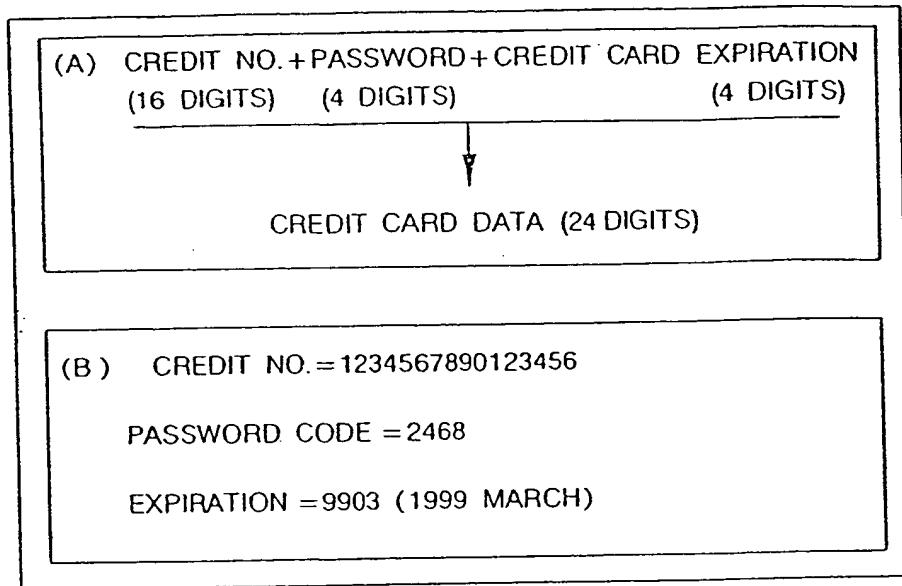 (A) CREDIT NO.+PASSWORD+CREDIT CARD EXPIRATION
(16 DIGITS) (4 DIGITS) (4 DIGITS)
CREDIT CARD DATA (24 DIGITS)
(B) CREDIT NO.=1234567890123456
PASSWORD CODE =2468
EXPIRATION =9903 (1999 MARCH)